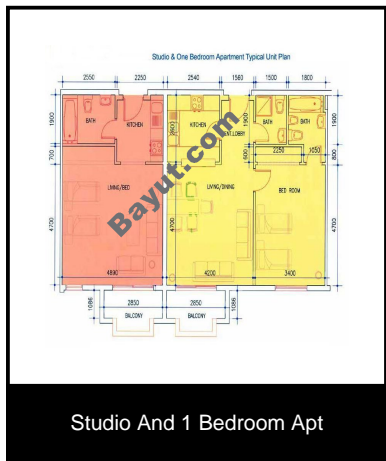 Studio & One Bedroom Apartment Typical Unit Plan
2550 2250 2540 1560 1500 1800
1900 BATH KITCHEN KITCHEN ENT.LOBBY BATH BATH 1900
1900
2250 1050
700 600 800
LIVING/BED LIVING/DINING BED ROOM
Bayut.com
4700 4700 4700
4890 4200 3400
1086 2850 2850 1086
BALCONY BALCONY
Studio And 1 Bedroom Apt